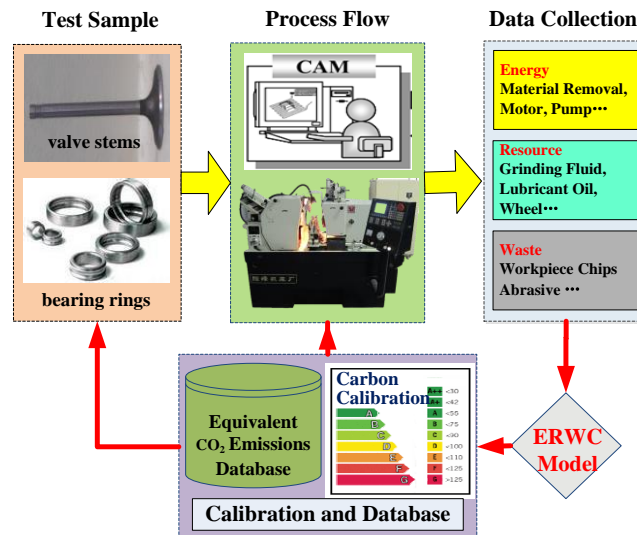 Test Sample
Process Flow
Data Collection
valve stems
bearing rings
CAM
Energy
Material Removal,
Motor, Pump···
Resource
Grinding Fluid,
Lubricant Oil,
Wheel···
Waste
Workpiece Chips
Abrasive ···
Equivalent
CO₂ Emissions
Database
Carbon
Calibration
A
B
C
D
E
F
G
A++ <30
A+ <42
A <55
B <75
C <90
D <100
E <110
F <125
G >125
Calibration and Database
ERWC
Model